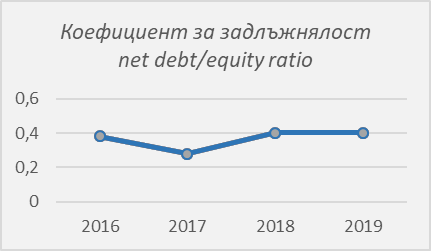 Коефициент за задлъжнялост
net debt/equity ratio
0,6
0,4
0,2
0
2016 2017 2018 2019